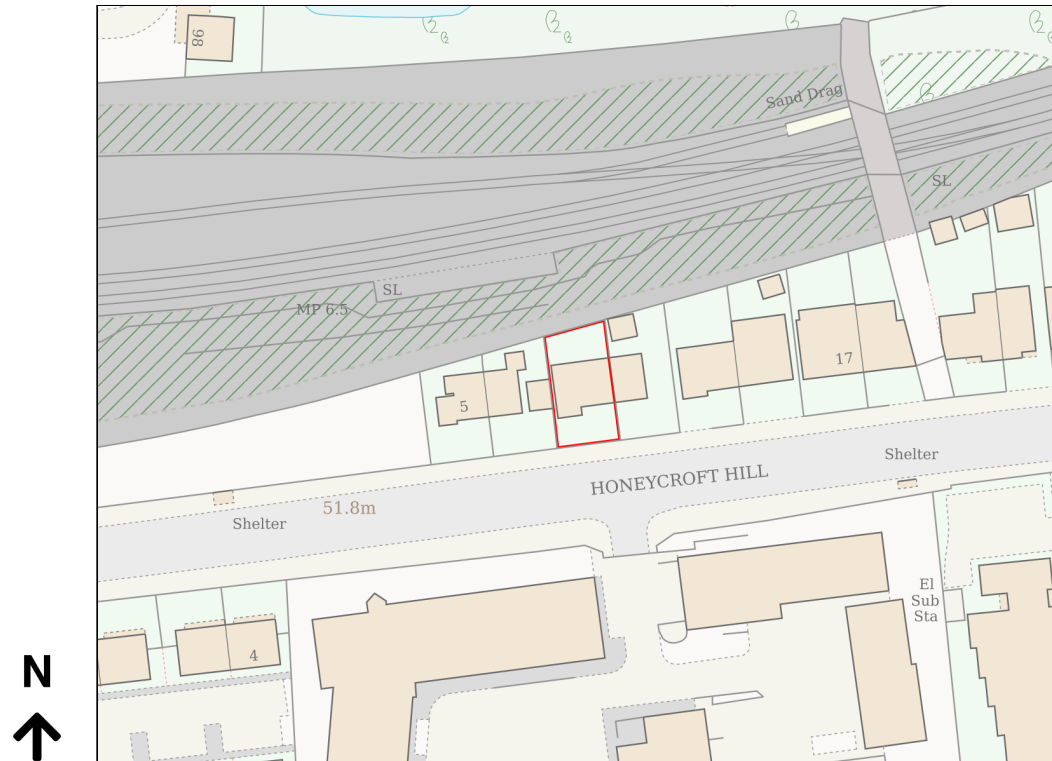 98
Sand Drag
SL
SL
MP 6.5
17
5
Shelter
HONEYCROFT HILL
51.8m
Shelter
El
Sub
Sta
4
N